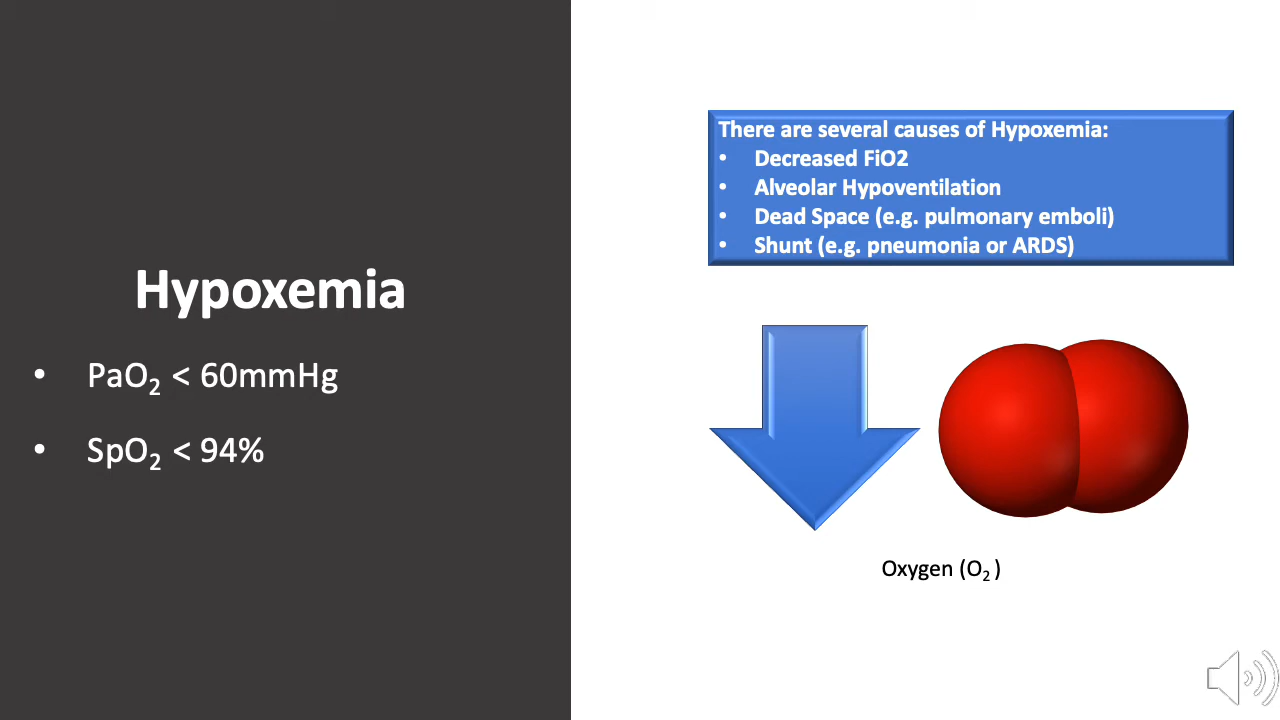 Hypoxemia
• PaO₂ < 60mmHg
• SpO₂ < 94%
There are several causes of Hypoxemia:
• Decreased FiO2
• Alveolar Hypoventilation
• Dead Space (e.g. pulmonary emboli)
• Shunt (e.g. pneumonia or ARDS)
Oxygen (O₂ )